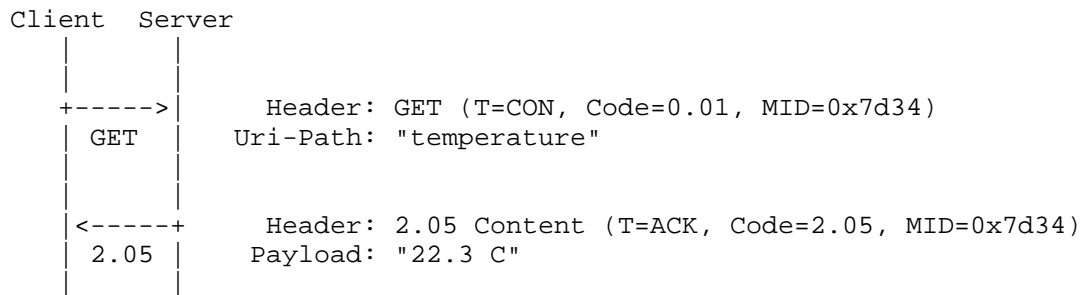 Client  Server
   |      |
   |      |
   +----->|     Header: GET (T=CON, Code=0.01, MID=0x7d34)
   | GET  |   Uri-Path: "temperature"
   |      |
   |      |
   |<-----+     Header: 2.05 Content (T=ACK, Code=2.05, MID=0x7d34)
   | 2.05 |    Payload: "22.3 C"
   |      |